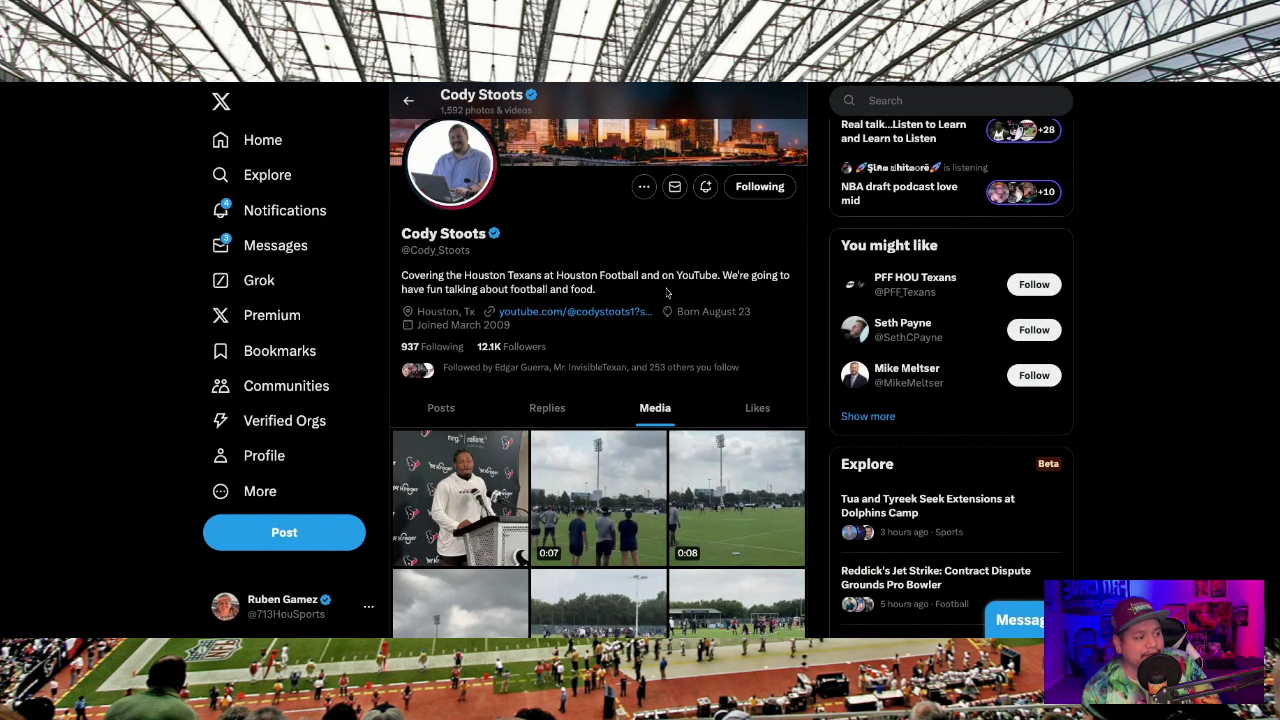 Home
Explore
Notifications
4
Messages
3
Grok
Premium
Bookmarks
Communities
Verified Orgs
Profile
More
Post
Ruben Gamez
@713HouSports
Cody Stoots
1,592 photos & videos
Following
Cody Stoots
@Cody_Stoots
Covering the Houston Texans at Houston Football and on YouTube. We're going to
have fun talking about football and food.
Houston, Tx youtube.com/@codystoots1?s... Born August 23
Joined March 2009
937 Following 12.1K Followers
Followed by Edgar Guerra, Mr. InvisibleTexan, and 253 others you follow
Posts Replies Media Likes
nrg reliant
Kroger
0:07
0:08
Search
Real talk...Listen to Learn
and Learn to Listen
+28
is listening
NBA draft podcast love
mid
+10
You might like
PFF HOU Texans
@PFF_Texans
Follow
Seth Payne
@SethCPayne
Follow
Mike Meltser
@MikeMeltser
Follow
Show more
Explore
Beta
Tua and Tyreek Seek Extensions at
Dolphins Camp
3 hours ago · Sports
Reddick's Jet Strike: Contract Dispute
Grounds Pro Bowler
5 hours ago · Football
Messag
NFL